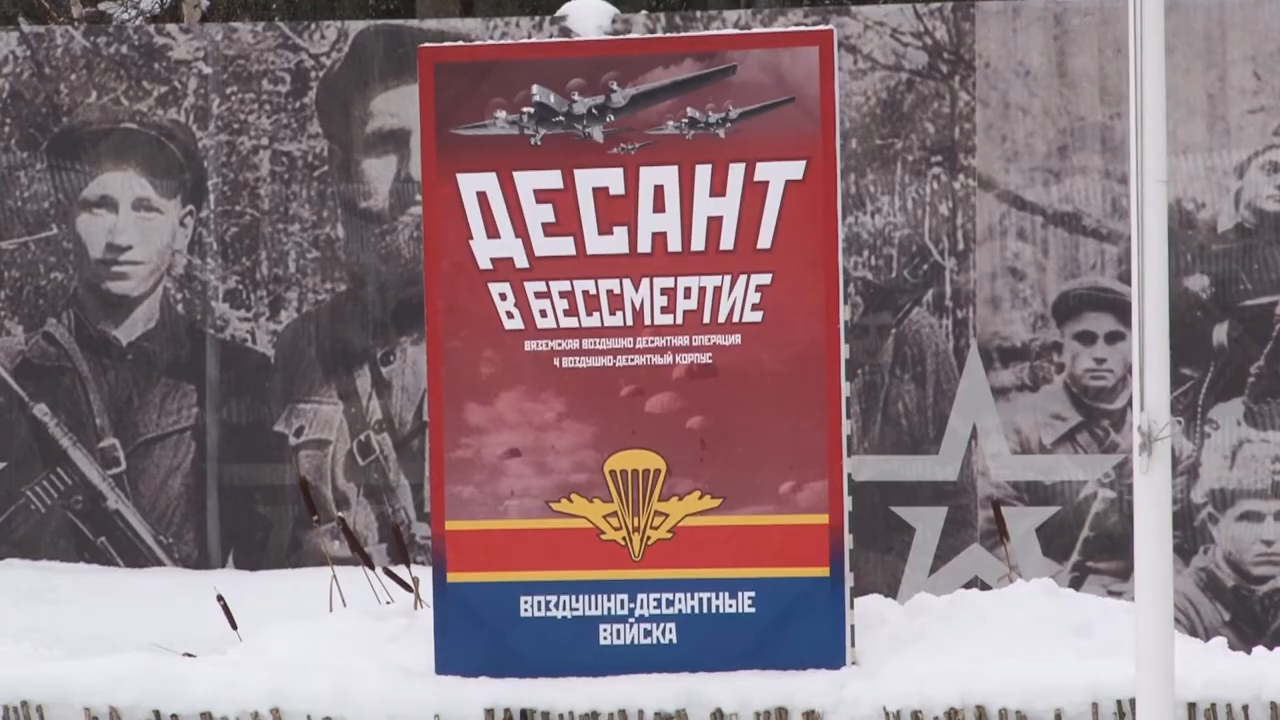 ДЕСАНТ
В БЕССМЕРТИЕ
ВЯЗЕМСКАЯ ВОЗДУШНО ДЕСАНТНАЯ ОПЕРАЦИЯ
4 ВОЗДУШНО-ДЕСАНТНЫЙ КОРПУС
ВОЗДУШНО-ДЕСАНТНЫЕ
ВОЙСКА